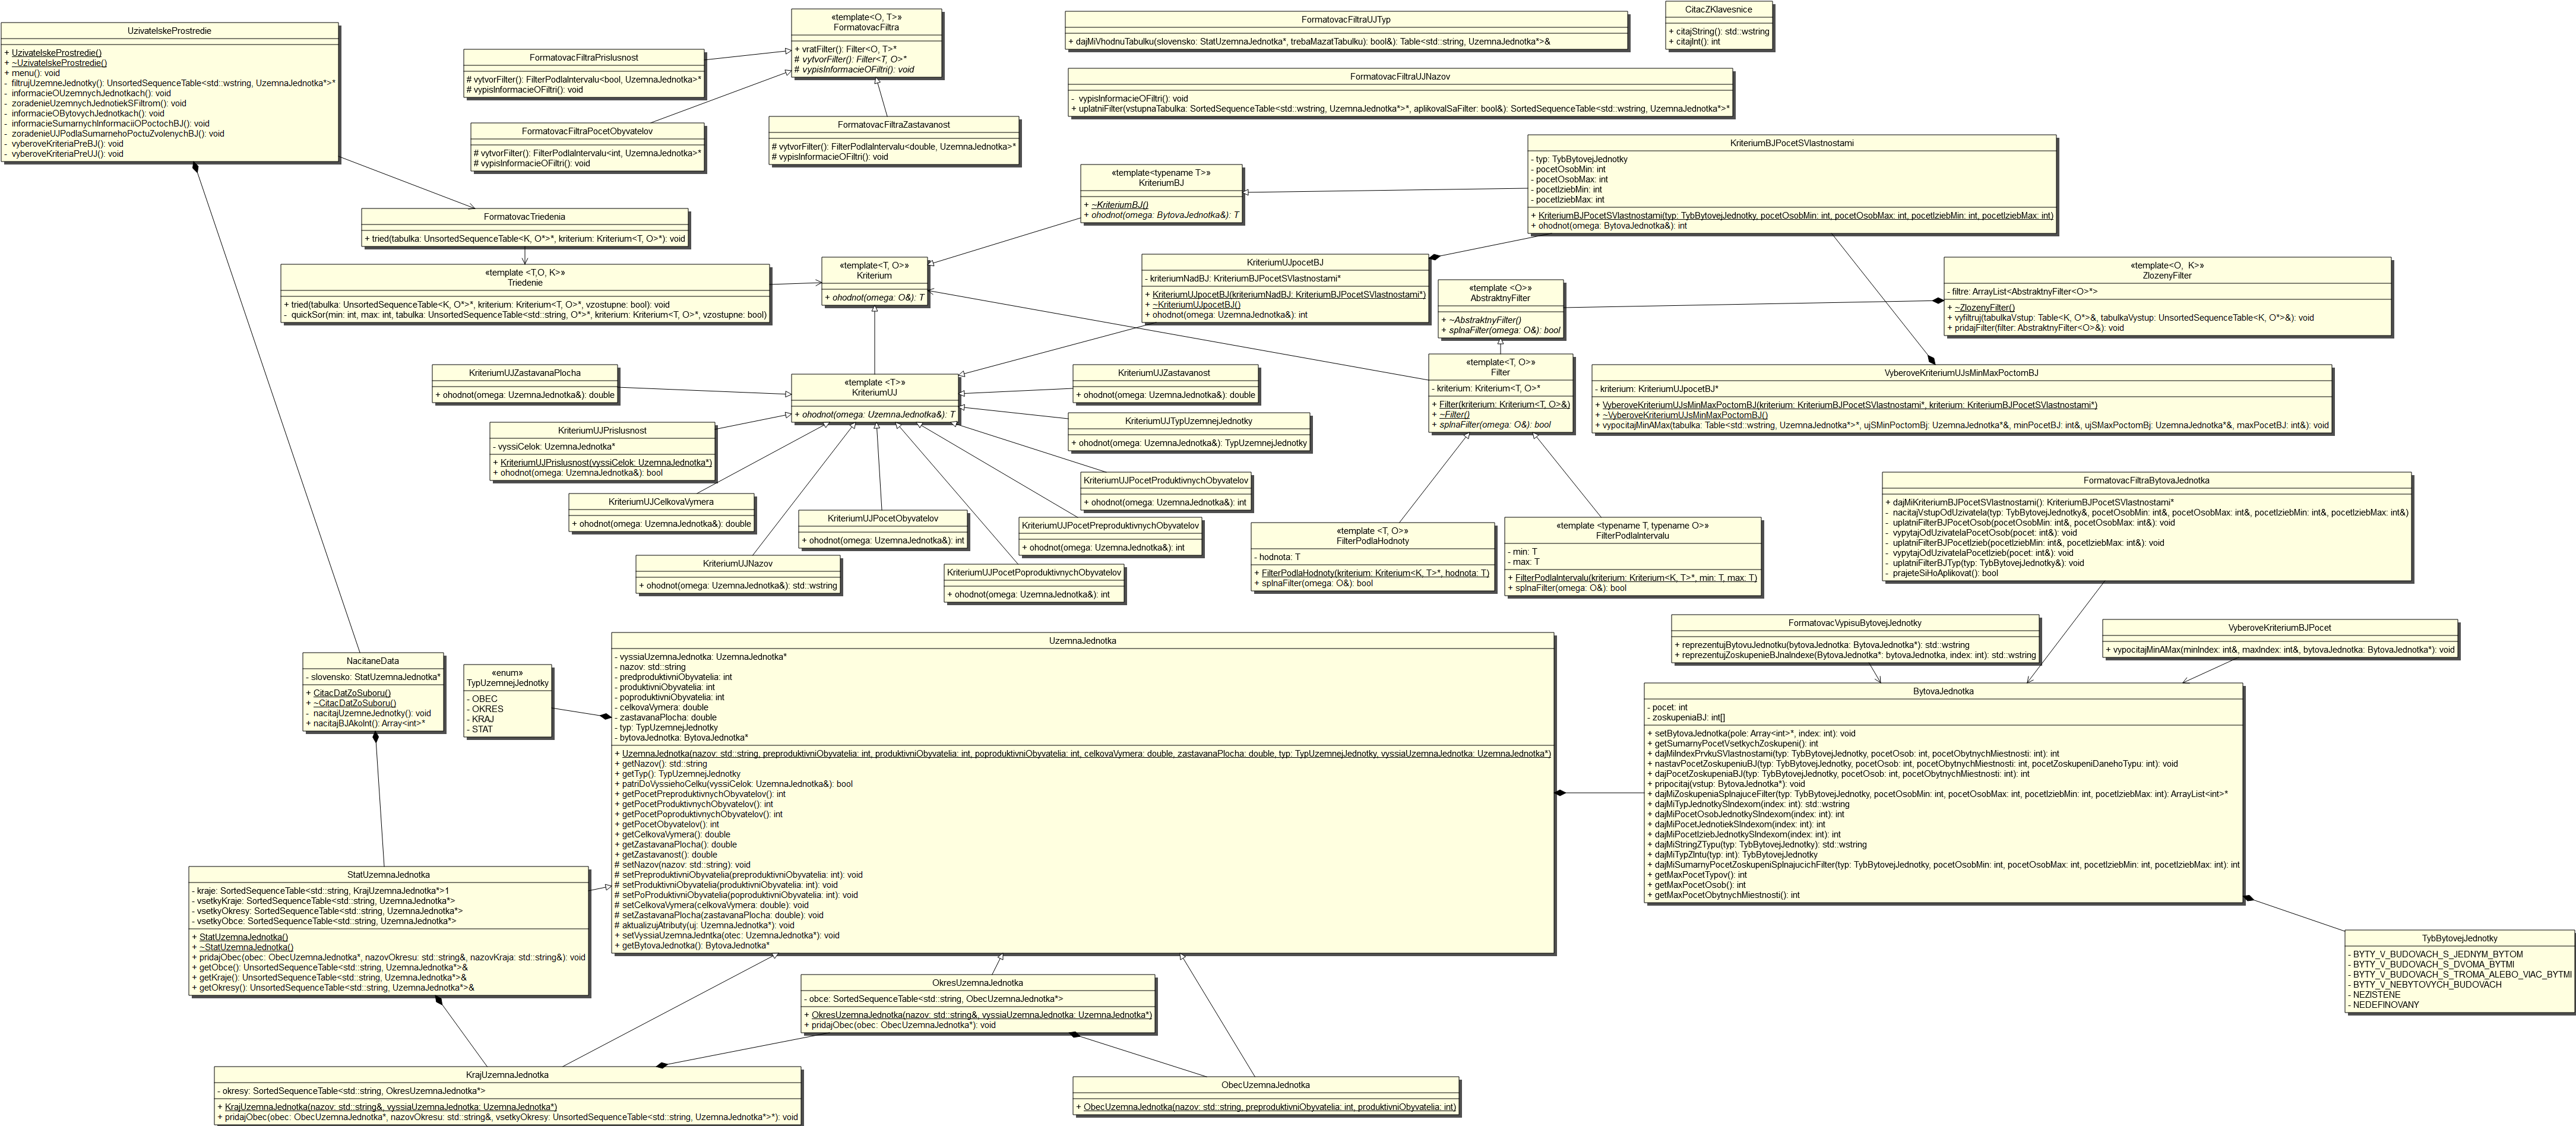 UzivatelskeProstredie
+ UzivatelskeProstredie()
+ ~UzivatelskeProstredie()
+ menu(): void
- filtrujUzemneJednotky(): UnsortedSequenceTable<std::wstring, UzemnaJednotka*>*
- informacieOUzemnychJednotkach(): void
- zoradenieUzemnychJednotiekSFiltrom(): void
- informacieOBytovychJednotkach(): void
- informacieSumarnychInformaciiOPoctochBJ(): void
- zoradenieUJPodlaSumarnehoPoctuZvolenychBJ(): void
- vyberoveKriteriaPreBJ(): void
- vyberoveKriteriaPreUJ(): void
FormatovacFiltraPrislusnost
# vytvorFilter(): FilterPodlaIntervalu<bool, UzemnaJednotka>*
# vypisInformacieOFiltri(): void
«template<O, T>»
FormatovacFiltra
+ vratFilter(): Filter<O, T>*
# vytvorFilter(): Filter<T, O>*
# vypisInformacieOFiltri(): void
FormatovacFiltraPocetObyvatelov
# vytvorFilter(): FilterPodlaIntervalu<int, UzemnaJednotka>*
# vypisInformacieOFiltri(): void
FormatovacFiltraZastavanost
# vytvorFilter(): FilterPodlaIntervalu<double, UzemnaJednotka>*
# vypisInformacieOFiltri(): void
FormatovacFiltraUJTyp
+ dajMiVhodnuTabulku(slovensko: StatUzemnaJednotka*, trebaMazatTabulku): bool&): Table<std::string, UzemnaJednotka*>&
CitacZKlavesnice
+ citajString(): std::wstring
+ citajInt(): int
FormatovacFiltraUJNazov
- vypisInformacieOFiltri(): void
+ uplatniFilter(vstupnaTabulka: SortedSequenceTable<std::wstring, UzemnaJednotka*>*, aplikovalSaFilter: bool&): SortedSequenceTable<std::wstring, UzemnaJednotka*>*
«template<typename T>»
KriteriumBJ
+ ~KriteriumBJ()
+ ohodnot(omega: BytovaJednotka&): T
KriteriumBJPocetSVlastnostami
- typ: TybBytovejJednotky
- pocetOsobMin: int
- pocetOsobMax: int
- pocetIziebMin: int
- pocetIziebMax: int
+ KriteriumBJPocetSVlastnostami(typ: TypBytovejJednotky, pocetOsobMin: int, pocetOsobMax: int, pocetIziebMin: int, pocetIziebMax: int)
+ ohodnot(omega: BytovaJednotka&): int
FormatovacTriedenia
+ tried(tabulka: UnsortedSequenceTable<K, O*>*, kriterium: Kriterium<T, O>*): void
«template <T,O, K>»
Triedenie
+ tried(tabulka: UnsortedSequenceTable<K, O*>*, kriterium: Kriterium<T, O>*, vzostupne: bool): void
- quickSor(min: int, max: int, tabulka: UnsortedSequenceTable<std::string, O*>*, kriterium: Kriterium<T, O>*, vzostupne: bool)
«template<T, O>»
Kriterium
+ ohodnot(omega: O&): T
KriteriumUJpocetBJ
- kriteriumNadBJ: KriteriumBJPocetSVlastnostami*
+ KriteriumUJpocetBJ(kriteriumNadBJ: KriteriumBJPocetSVlastnostami*)
+ ~KriteriumUJpocetBJ()
+ ohodnot(omega: UzemnaJednotka&): int
«template <O>»
AbstraktnyFilter
+ ~AbstraktnyFilter()
+ splnaFilter(omega: O&): bool
«template<O,  K>»
ZlozenyFilter
- filtre: ArrayList<AbstraktnyFilter<O>*>
+ ~ZlozenyFilter()
+ vyfiltruj(tabulkaVstup: Table<K, O*>&, tabulkaVystup: UnsortedSequenceTable<K, O*>&): void
+ pridajFilter(filter: AbstraktnyFilter<O>&): void
KriteriumUJZastavanaPlocha
+ ohodnot(omega: UzemnaJednotka&): double
«template <T>»
KriteriumUJ
+ ohodnot(omega: UzemnaJednotka&): T
KriteriumUJZastavanost
+ ohodnot(omega: UzemnaJednotka&): double
«template<T, O>»
Filter
- kriterium: Kriterium<T, O>*
+ Filter(kriterium: Kriterium<T, O>&)
+ ~Filter()
+ splnaFilter(omega: O&): bool
VyberoveKriteriumUJsMinMaxPoctomBJ
- kriterium: KriteriumUJpocetBJ*
+ VyberoveKriteriumUJsMinMaxPoctomBJ(kriterium: KriteriumBJPocetSVlastnostami*, kriterium: KriteriumBJPocetSVlastnostami*)
+ ~VyberoveKriteriumUJsMinMaxPoctomBJ()
+ vypocitajMinAMax(tabulka: Table<std::wstring, UzemnaJednotka*>*, ujSMinPoctomBj: UzemnaJednotka*&, minPocetBJ: int&, ujSMaxPoctomBj: UzemnaJednotka*&, maxPocetBJ: int&): void
KriteriumUJPrislusnost
- vyssiCelok: UzemnaJednotka*
+ KriteriumUJPrislusnost(vyssiCelok: UzemnaJednotka*)
+ ohodnot(omega: UzemnaJednotka&): bool
KriteriumUJTypUzemnejJednotky
+ ohodnot(omega: UzemnaJednotka&): TypUzemnejJednotky
KriteriumUJCelkovaVymera
+ ohodnot(omega: UzemnaJednotka&): double
KriteriumUJPocetObyvatelov
+ ohodnot(omega: UzemnaJednotka&): int
KriteriumUJPocetProduktivnychObyvatelov
+ ohodnot(omega: UzemnaJednotka&): int
KriteriumUJPocetPreproduktivnychObyvatelov
+ ohodnot(omega: UzemnaJednotka&): int
KriteriumUJNazov
+ ohodnot(omega: UzemnaJednotka&): std::wstring
KriteriumUJPocetPoproduktivnychObyvatelov
+ ohodnot(omega: UzemnaJednotka&): int
«template <T, O>»
FilterPodlaHodnoty
- hodnota: T
+ FilterPodlaHodnoty(kriterium: Kriterium<K, T>*, hodnota: T)
+ splnaFilter(omega: O&): bool
«template <typename T, typename O>»
FilterPodlaIntervalu
- min: T
- max: T
+ FilterPodlaIntervalu(kriterium: Kriterium<K, T>*, min: T, max: T)
+ splnaFilter(omega: O&): bool
FormatovacFiltraBytovaJednotka
+ dajMiKriteriumBJPocetSVlastnostami(): KriteriumBJPocetSVlastnostami*
- nacitajVstupOdUzivatela(typ: TypBytovejJednotky&, pocetOsobMin: int&, pocetOsobMax: int&, pocetIziebMin: int&, pocetIziebMax: int&)
- uplatniFilterBJPocetOsob(pocetOsobMin: int&, pocetOsobMax: int&): void
- vypytajOdUzivatelaPocetOsob(pocet: int&): void
- uplatniFilterBJPocetIzieb(pocetIziebMin: int&, pocetIziebMax: int&): void
- vypytajOdUzivatelaPocetIzieb(pocet: int&): void
- uplatniFilterBJTyp(typ: TypBytovejJednotky&): void
- prajeteSiHoAplikovat(): bool
FormatovacVypisuBytovejJednotky
+ reprezentujBytovuJednotku(bytovaJednotka: BytovaJednotka*): std::wstring
+ reprezentujZoskupenieBJnaIndexe(BytovaJednotka*: bytovaJednotka, index: int): std::wstring
VyberoveKriteriumBJPocet
+ vypocitajMinAMax(minIndex: int&, maxIndex: int&, bytovaJednotka: BytovaJednotka*): void
NacitaneData
- slovensko: StatUzemnaJednotka*
+ CitacDatZoSuboru()
+ ~CitacDatZoSuboru()
- nacitajUzemneJednotky(): void
+ nacitajBJAkoInt(): Array<int>*
«enum»
TypUzemnejJednotky
- OBEC
- OKRES
- KRAJ
- STAT
UzemnaJednotka
- vyssiaUzemnaJednotka: UzemnaJednotka*
- nazov: std::string
- predproduktivniObyvatelia: int
- produktivniObyvatelia: int
- poproduktivniObyvatelia: int
- celkovaVymera: double
- zastavanaPlocha: double
- typ: TypUzemnejJednotky
- bytovaJednotka: BytovaJednotka*
+ UzemnaJednotka(nazov: std::string, preproduktivniObyvatelia: int, produktivniObyvatelia: int, poproduktivniObyvatelia: int, celkovaVymera: double, zastavanaPlocha: double, typ: TypUzemnejJednotky, vyssiaUzemnaJednotka: UzemnaJednotka*)
+ getNazov(): std::string
+ getTyp(): TypUzemnejJednotky
+ patriDoVyssiehoCelku(vyssiCelok: UzemnaJednotka&): bool
+ getPocetPreproduktivnychObyvatelov(): int
+ getPocetProduktivnychObyvatelov(): int
+ getPocetPoproduktivnychObyvatelov(): int
+ getPocetObyvatelov(): int
+ getCelkovaVymera(): double
+ getZastavanaPlocha(): double
+ getZastavanost(): double
# setNazov(nazov: std::string): void
# setPreproduktivniObyvatelia(preproduktivniObyvatelia: int): void
# setProduktivniObyvatelia(produktivniObyvatelia: int): void
# setPoProduktivniObyvatelia(poproduktivniObyvatelia: int): void
# setCelkovaVymera(celkovaVymera: double): void
# setZastavanaPlocha(zastavanaPlocha: double): void
# aktualizujAtributy(uj: UzemnaJednotka*): void
+ setVyssiaUzemnaJedntka(otec: UzemnaJednotka*): void
+ getBytovaJednotka(): BytovaJednotka*
BytovaJednotka
- pocet: int
- zoskupeniaBJ: int[]
+ setBytovaJednotka(pole: Array<int>*, index: int): void
+ getSumarnyPocetVsetkychZoskupeni(): int
+ dajMiIndexPrvkuSVlastnostami(typ: TypBytovejJednotky, pocetOsob: int, pocetObytnychMiestnosti: int): int
+ nastavPocetZoskupeniuBJ(typ: TypBytovejJednotky, pocetOsob: int, pocetObytnychMiestnosti: int, pocetZoskupeniDanehoTypu: int): void
+ dajPocetZoskupeniaBJ(typ: TypBytovejJednotky, pocetOsob: int, pocetObytnychMiestnosti: int): int
+ pripocitaj(vstup: BytovaJednotka*): void
+ dajMiZoskupeniaSplnajuceFilter(typ: TypBytovejJednotky, pocetOsobMin: int, pocetOsobMax: int, pocetIziebMin: int, pocetIziebMax: int): ArrayList<int>*
+ dajMiTypJednotkySIndexom(index: int): std::wstring
+ dajMiPocetOsobJednotkySIndexom(index: int): int
+ dajMiPocetJednotiekSIndexom(index: int): int
+ dajMiPocetIziebJednotkySIndexom(index: int): int
+ dajMiStringZTypu(typ: TypBytovejJednotky): std::wstring
+ dajMiTypZIntu(typ: int): TypBytovejJednotky
+ dajMiSumarnyPocetZoskupeniSplnajucichFilter(typ: TypBytovejJednotky, pocetOsobMin: int, pocetOsobMax: int, pocetIziebMin: int, pocetIziebMax: int): int
+ getMaxPocetTypov(): int
+ getMaxPocetOsob(): int
+ getMaxPocetObytnychMiestnosti(): int
StatUzemnaJednotka
- kraje: SortedSequenceTable<std::string, KrajUzemnaJednotka*>1
- vsetkyKraje: SortedSequenceTable<std::string, UzemnaJednotka*>
- vsetkyOkresy: SortedSequenceTable<std::string, UzemnaJednotka*>
- vsetkyObce: SortedSequenceTable<std::string, UzemnaJednotka*>
+ StatUzemnaJednotka()
+ ~StatUzemnaJednotka()
+ pridajObec(obec: ObecUzemnaJednotka*, nazovOkresu: std::string&, nazovKraja: std::string&): void
+ getObce(): UnsortedSequenceTable<std::string, UzemnaJednotka*>&
+ getKraje(): UnsortedSequenceTable<std::string, UzemnaJednotka*>&
+ getOkresy(): UnsortedSequenceTable<std::string, UzemnaJednotka*>&
TybBytovejJednotky
- BYTY_V_BUDOVACH_S_JEDNYM_BYTOM
- BYTY_V_BUDOVACH_S_DVOMA_BYTMI
- BYTY_V_BUDOVACH_S_TROMA_ALEBO_VIAC_BYTMI
- BYTY_V_NEBYTOVYCH_BUDOVACH
- NEZISTENE
- NEDEFINOVANY
OkresUzemnaJednotka
- obce: SortedSequenceTable<std::string, ObecUzemnaJednotka*>
+ OkresUzemnaJednotka(nazov: std::string&, vyssiaUzemnaJednotka: UzemnaJednotka*)
+ pridajObec(obec: ObecUzemnaJednotka*): void
KrajUzemnaJednotka
- okresy: SortedSequenceTable<std::string, OkresUzemnaJednotka*>
+ KrajUzemnaJednotka(nazov: std::string&, vyssiaUzemnaJednotka: UzemnaJednotka*)
+ pridajObec(obec: ObecUzemnaJednotka*, nazovOkresu: std::string&, vsetkyOkresy: UnsortedSequenceTable<std::string, UzemnaJednotka*>*): void
ObecUzemnaJednotka
+ ObecUzemnaJednotka(nazov: std::string, preproduktivniObyvatelia: int, produktivniObyvatelia: int)